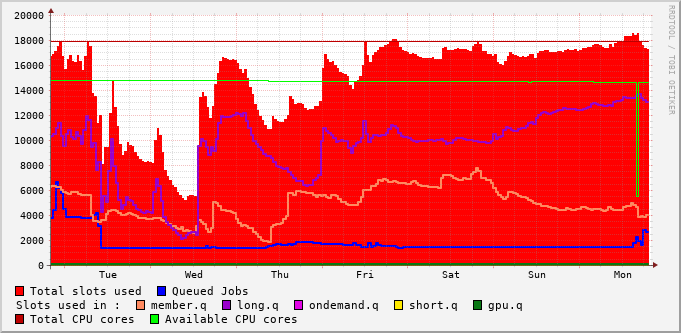 20000
18000
16000
14000
12000
10000
8000
6000
4000
2000
0
Tue Wed Thu Fri Sat Sun Mon
RRDTOOL / TOBI OETIKER
Total slots used Queued Jobs
Slots used in : member.q long.q ondemand.q short.q gpu.q
Total CPU cores Available CPU cores